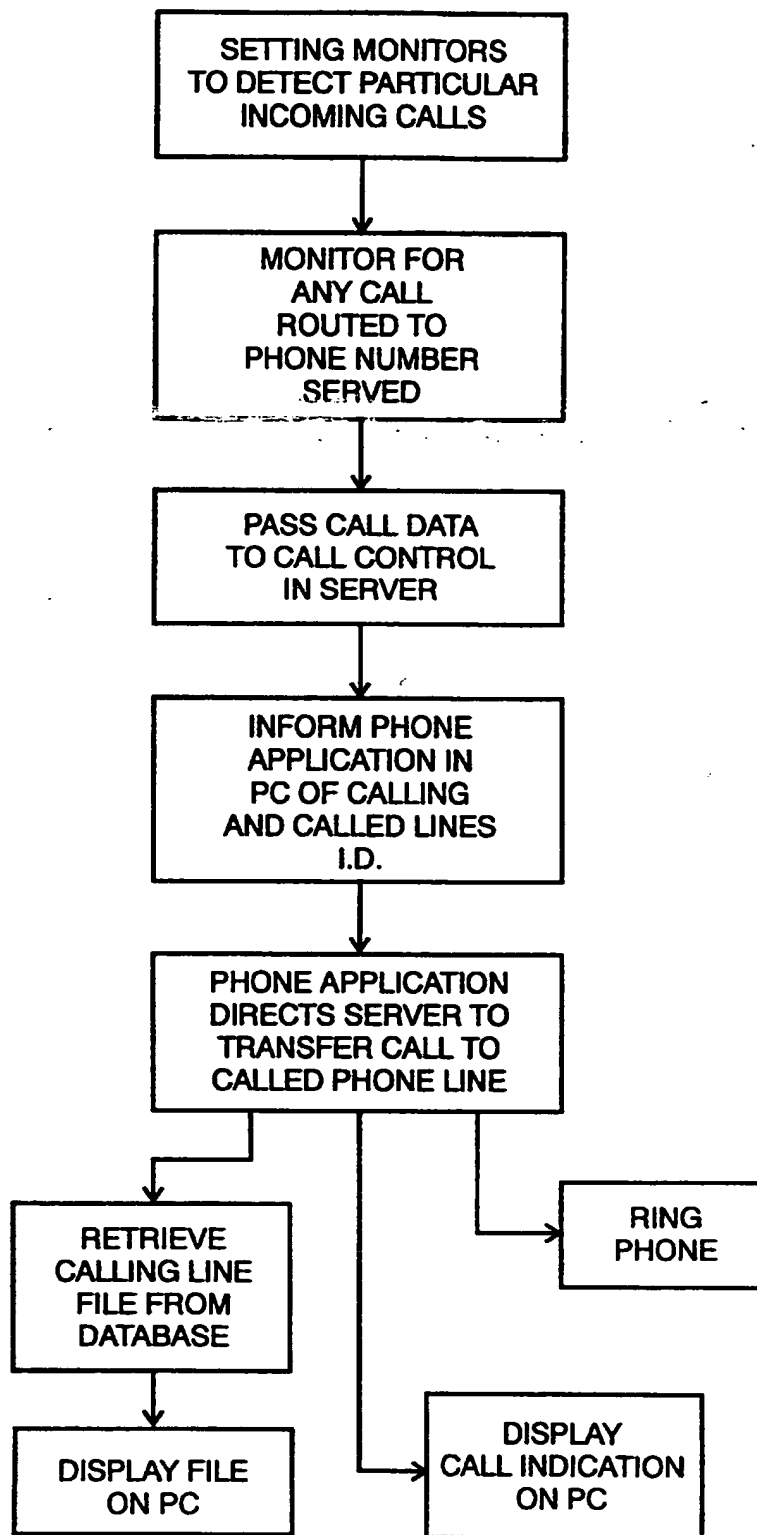 SETTING MONITORS
TO DETECT PARTICULAR
INCOMING CALLS
MONITOR FOR
ANY CALL
ROUTED TO
PHONE NUMBER
SERVED
PASS CALL DATA
TO CALL CONTROL
IN SERVER
INFORM PHONE
APPLICATION IN
PC OF CALLING
AND CALLED LINES
I.D.
PHONE APPLICATION
DIRECTS SERVER TO
TRANSFER CALL TO
CALLED PHONE LINE
RETRIEVE
CALLING LINE
FILE FROM
DATABASE
RING
PHONE
DISPLAY FILE
ON PC
DISPLAY
CALL INDICATION
ON PC